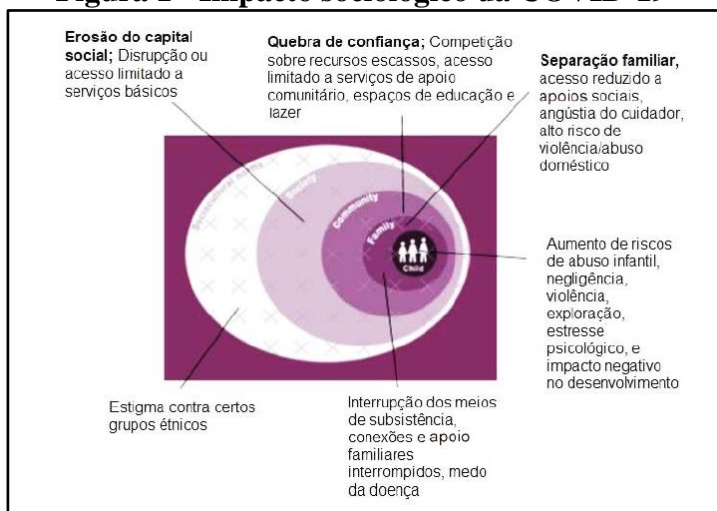 Figura 1 - Impacto sociológico da COVID-19
Erosão do capital
social; Disrupção ou
acesso limitado a
serviços básicos
Quebra de confiança; Competição
sobre recursos escassos, acesso
limitado a serviços de apoio
comunitário, espaços de educação e
lazer
Separação familiar,
acesso reduzido a
apoios sociais,
angústia do cuidador,
alto risco de
violência/abuso
doméstico
Sociocultural norms
Society
Community
Family
Child
Aumento de riscos
de abuso infantil,
negligência,
violência,
exploração,
estresse
psicológico, e
impacto negativo
no desenvolvimento
Estigma contra certos
grupos étnicos
Interrupção dos meios
de subsistência,
conexões e apoio
familiares
interrompidos, medo
da doença